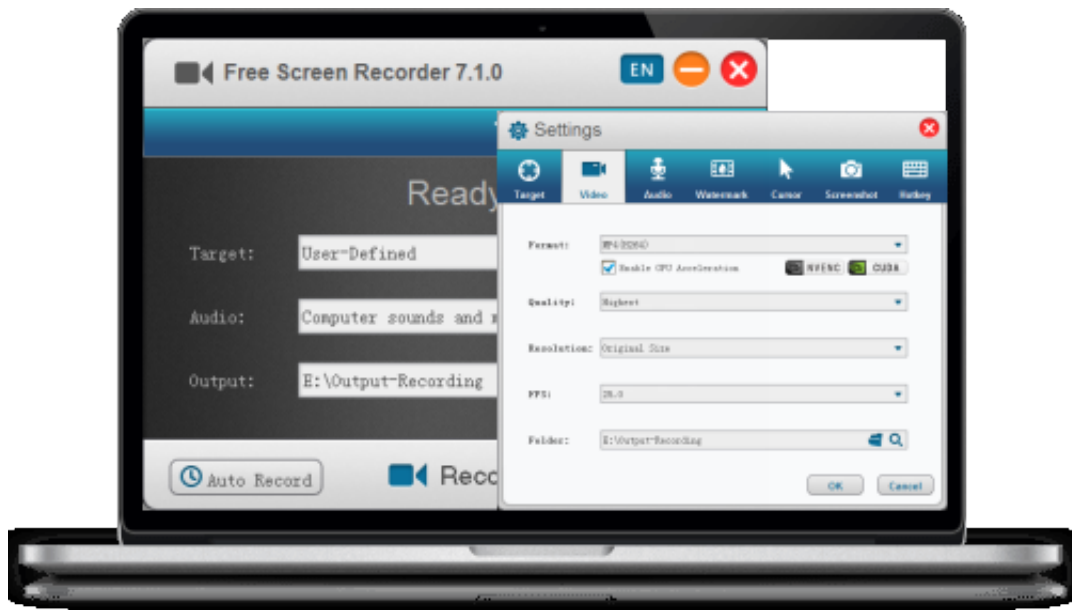 Free Screen Recorder 7.1.0
EN
Settings
Target
Video
Audio
Watermark
Cursor
Screenshot
Hotkey
Ready
Target:
User-Defined
Audio:
Computer sounds and
Output:
E:\Output-Recording
Format:
MP4(H264)
Enable GPU Acceleration
NVENC
CUDA
Quality:
Highest
Resolution:
Original Size
FPS:
Folder:
E:\Output-Recording
OK
Cancel
Auto Record
Reco